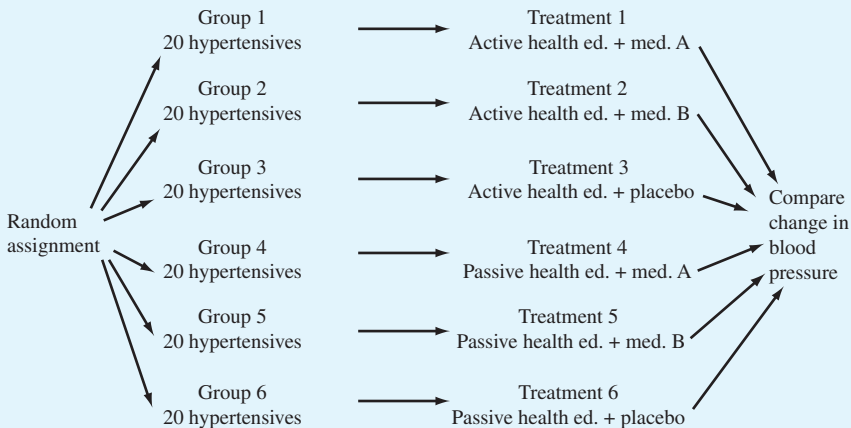 Random
assignment
Group 1
20 hypertensives
Treatment 1
Active health ed. + med. A
Group 2
20 hypertensives
Treatment 2
Active health ed. + med. B
Group 3
20 hypertensives
Treatment 3
Active health ed. + placebo
Group 4
20 hypertensives
Treatment 4
Passive health ed. + med. A
Group 5
20 hypertensives
Treatment 5
Passive health ed. + med. B
Group 6
20 hypertensives
Treatment 6
Passive health ed. + placebo
Compare
change in
blood
pressure